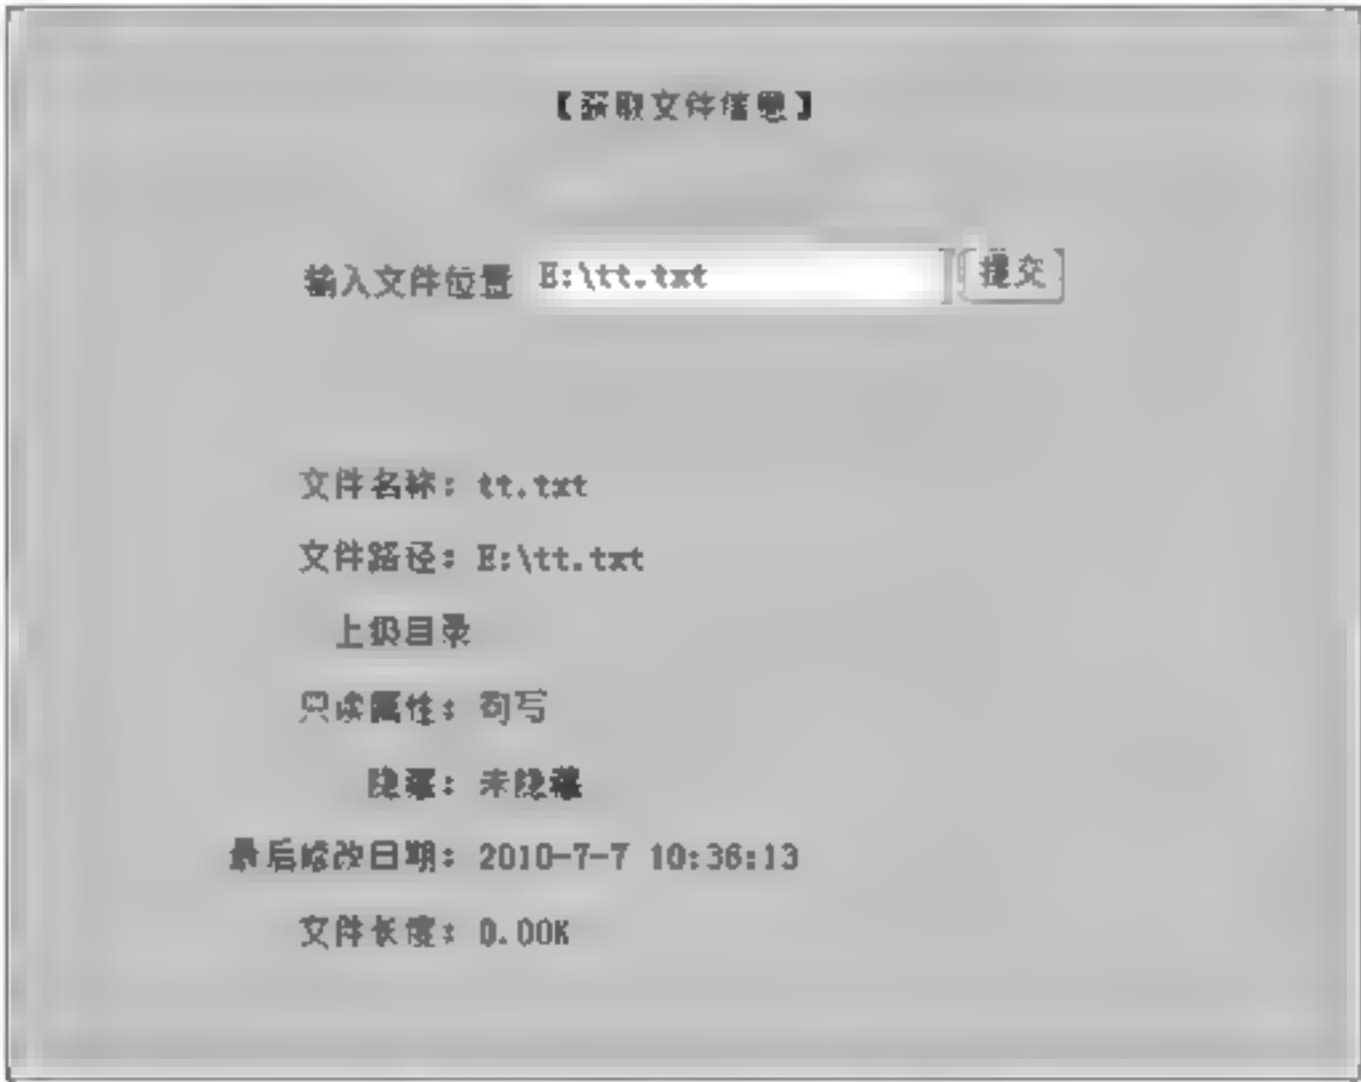 【获取文件信息】
输入文件位置 E:\tt.txt 提交
文件名称：tt.txt
文件路径：E:\tt.txt
上级目录
只读属性：可写
隐藏：未隐藏
最后修改日期：2010-7-7 10:36:13
文件长度：0.00K